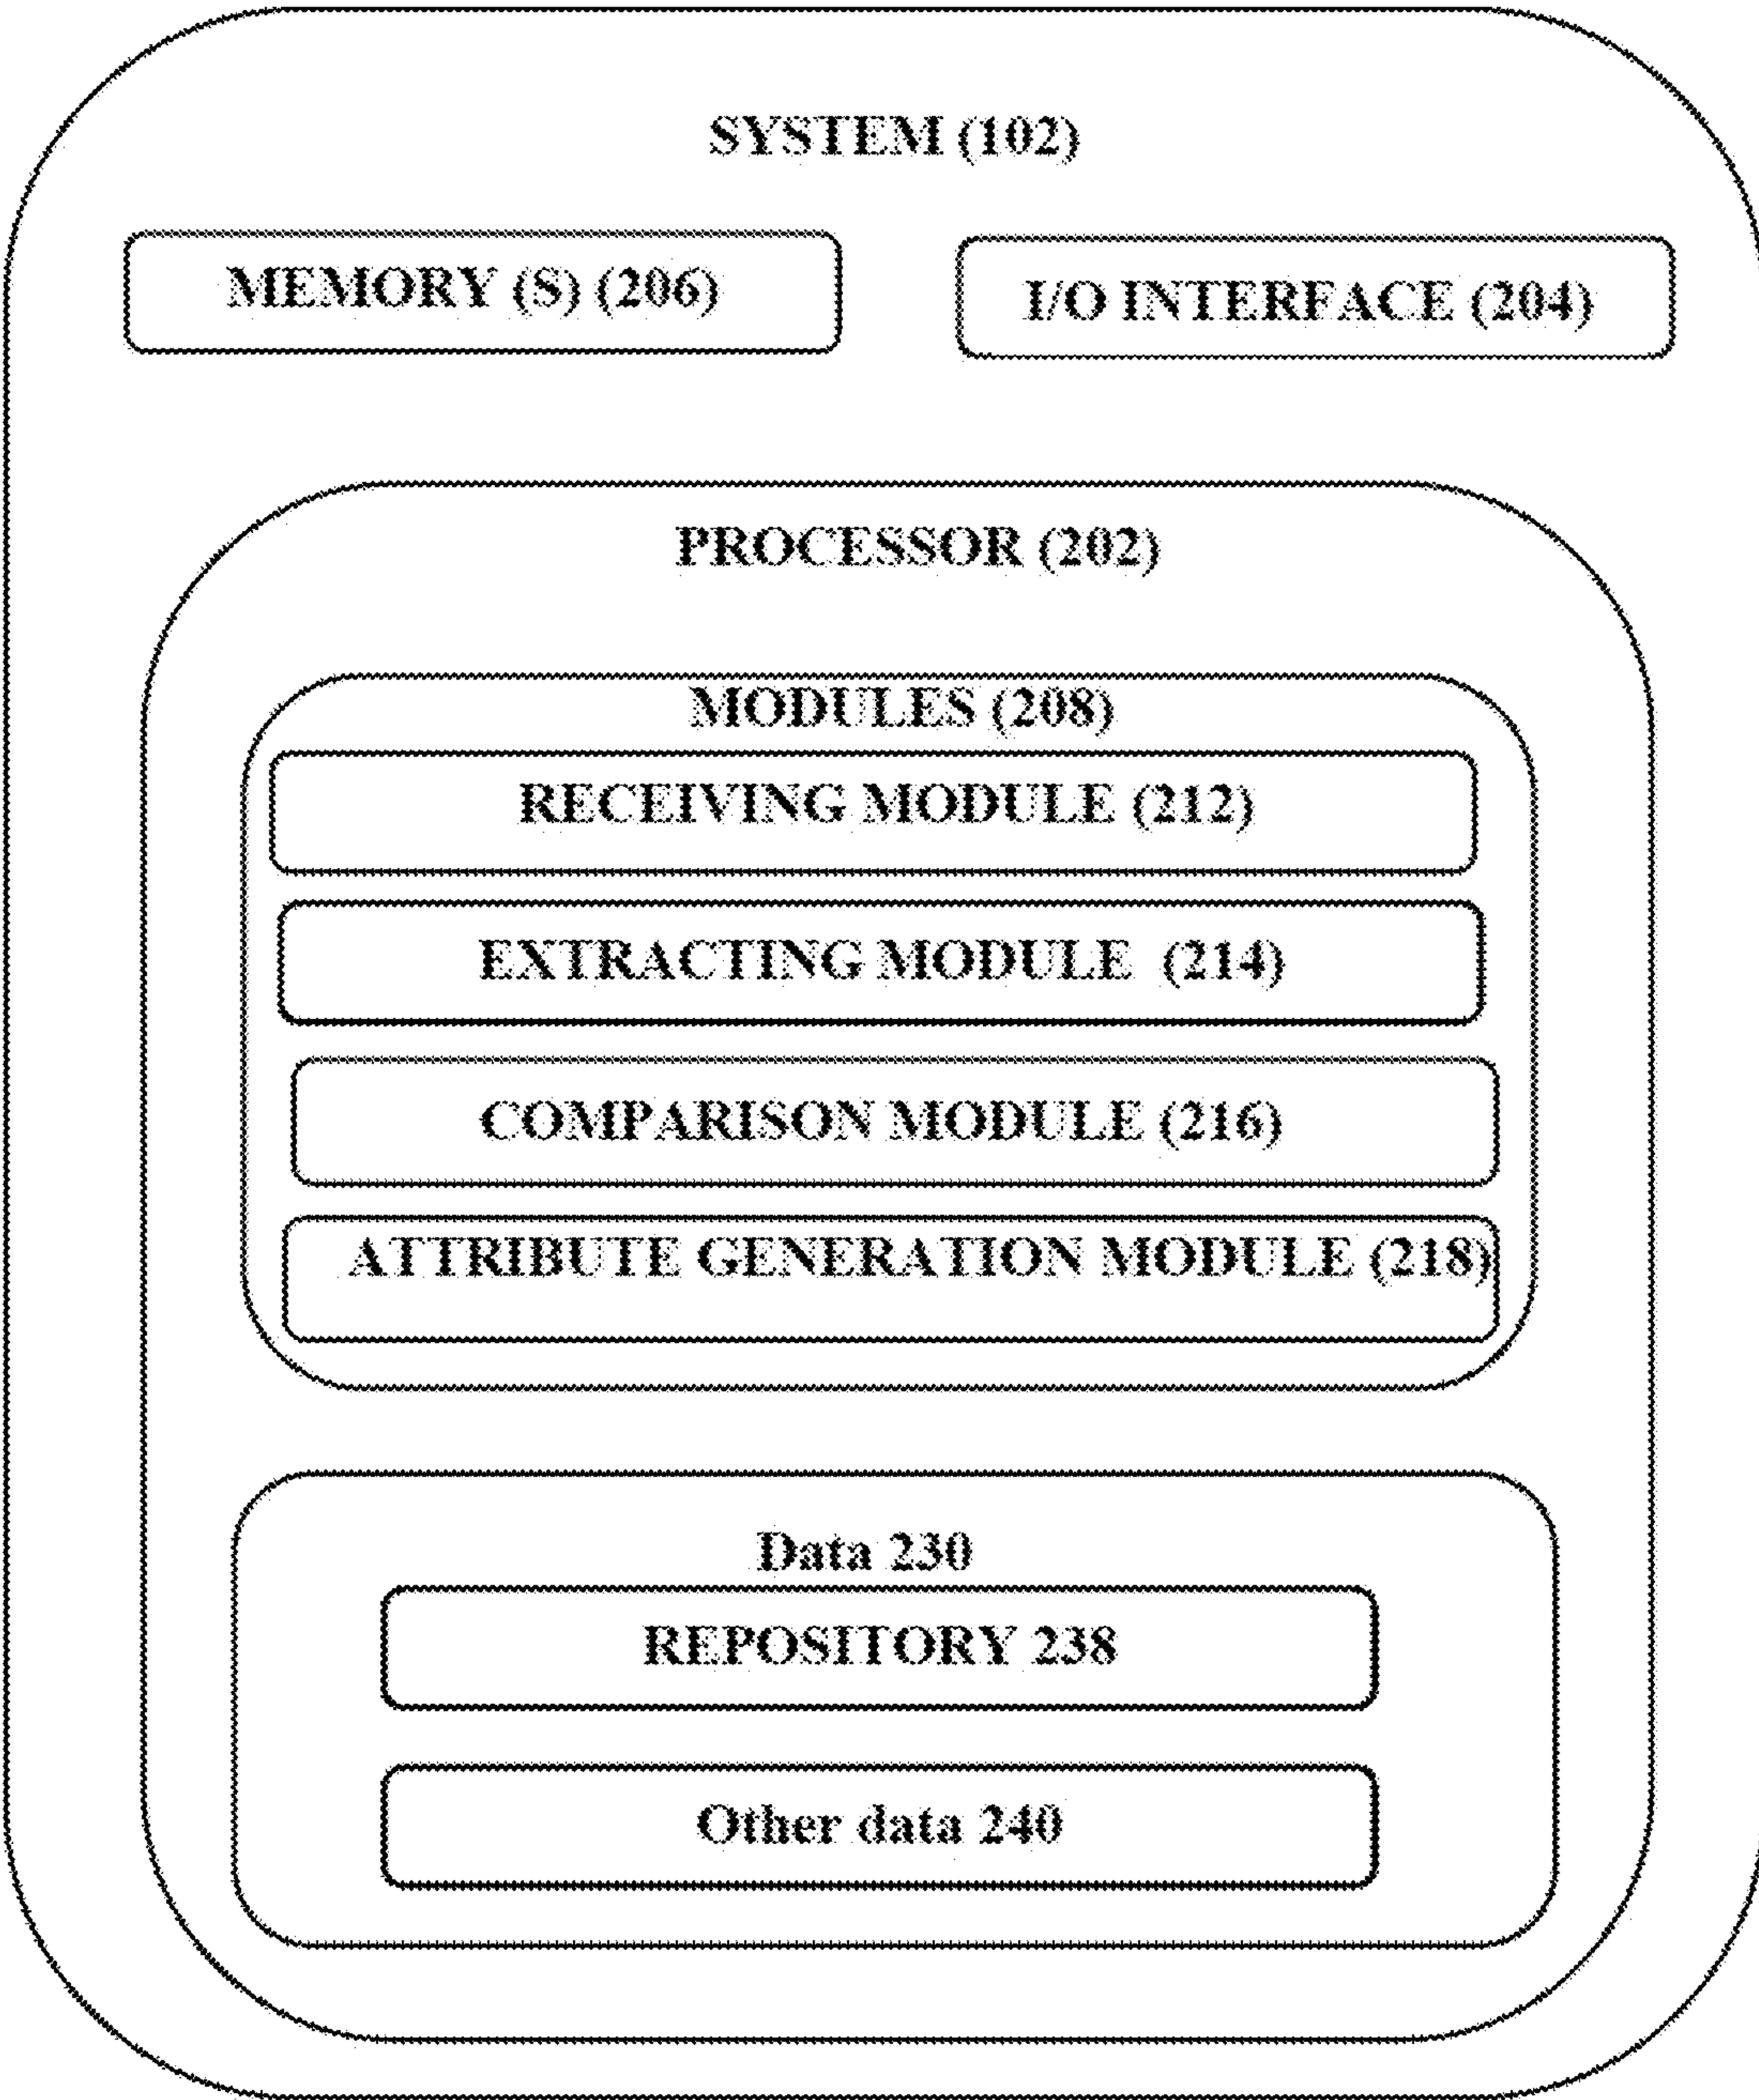 SYSTEM (102)
MEMORY (S) (206)
I/O INTERFACE (204)
PROCESSOR (202)
MODULES (208)
RECEIVING MODULE (212)
EXTRACTING MODULE (214)
COMPARISON MODULE (216)
ATTRIBUTE GENERATION MODULE (218)
Data 230
REPOSITORY 238
Other data 240